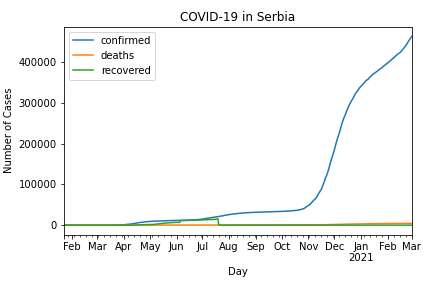 COVID-19 in Serbia
confirmed
deaths
recovered
Number of Cases
400000
300000
200000
100000
0
Feb Mar Apr May Jun Jul Aug Sep Oct Nov Dec Jan Feb Mar
2021
Day